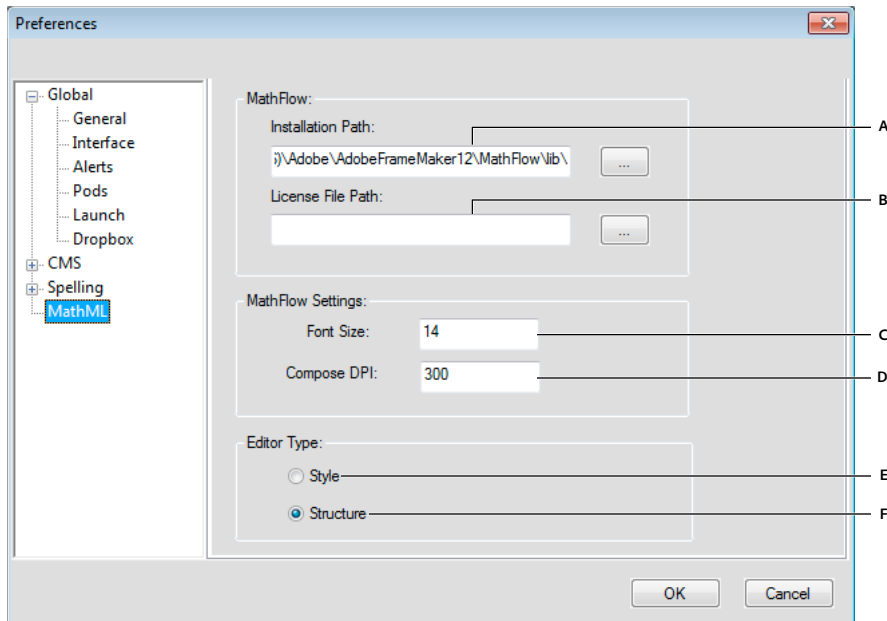 Preferences
Global
General
Interface
Alerts
Pods
Launch
Dropbox
CMS
Spelling
MathML
MathFlow:
Installation Path:
A
)\Adobe\AdobeFrameMaker12\MathFlow\lib\
...
License File Path:
B
...
MathFlow Settings:
Font Size:
14
C
Compose DPI:
300
D
Editor Type:
Style
E
Structure
F
OK
Cancel